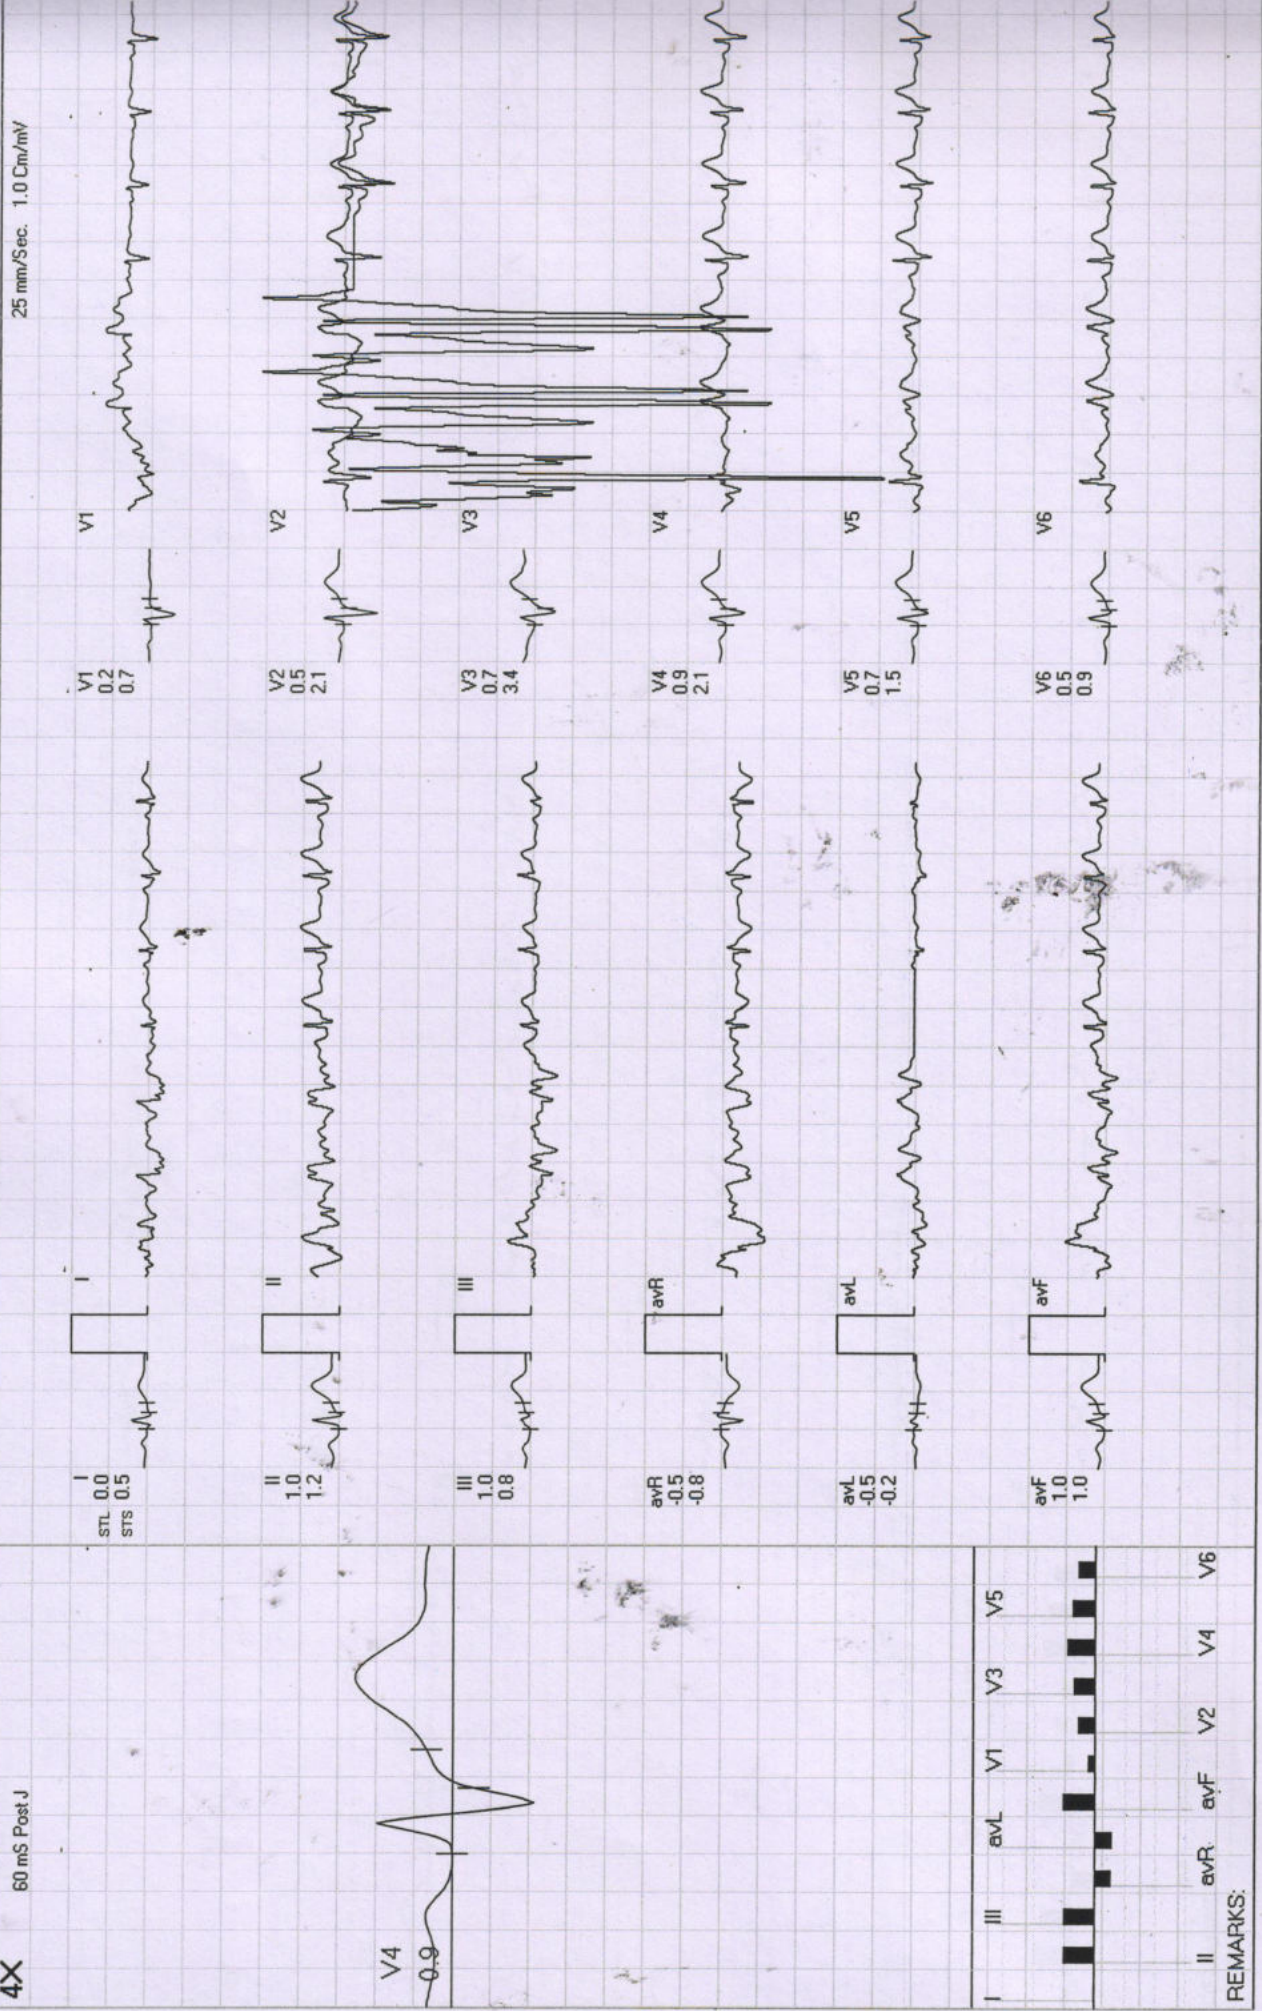 4X
60 mS Post J
25 mm/Sec. 1.0 Cm/mV
V4
0.9
I
STL 0.0
STS 0.5
I
V1
0.2
0.7
V1
II
1.0
1.2
II
V2
0.5
2.1
V2
III
1.0
0.8
III
V3
0.7
3.4
V3
avR
-0.5
-0.8
avR
V4
0.9
2.1
V4
avL
-0.5
-0.2
avL
V5
0.7
1.5
V5
avF
1.0
1.0
avF
V6
0.5
0.9
V6
I III avL V1 V3 V5
II avR avF V2 V4 V6
REMARKS: